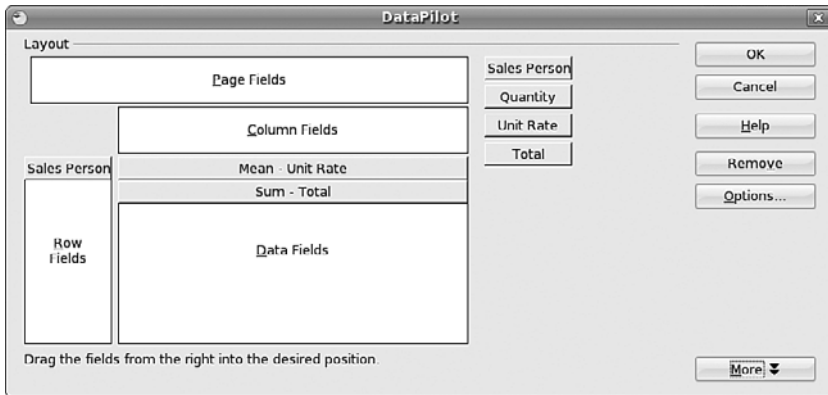 DataPilot
Layout
Page Fields
Column Fields
Sales Person
Mean - Unit Rate
Sum - Total
Row
Fields
Data Fields
Drag the fields from the right into the desired position.
Sales Person
Quantity
Unit Rate
Total
OK
Cancel
Help
Remove
Options...
More